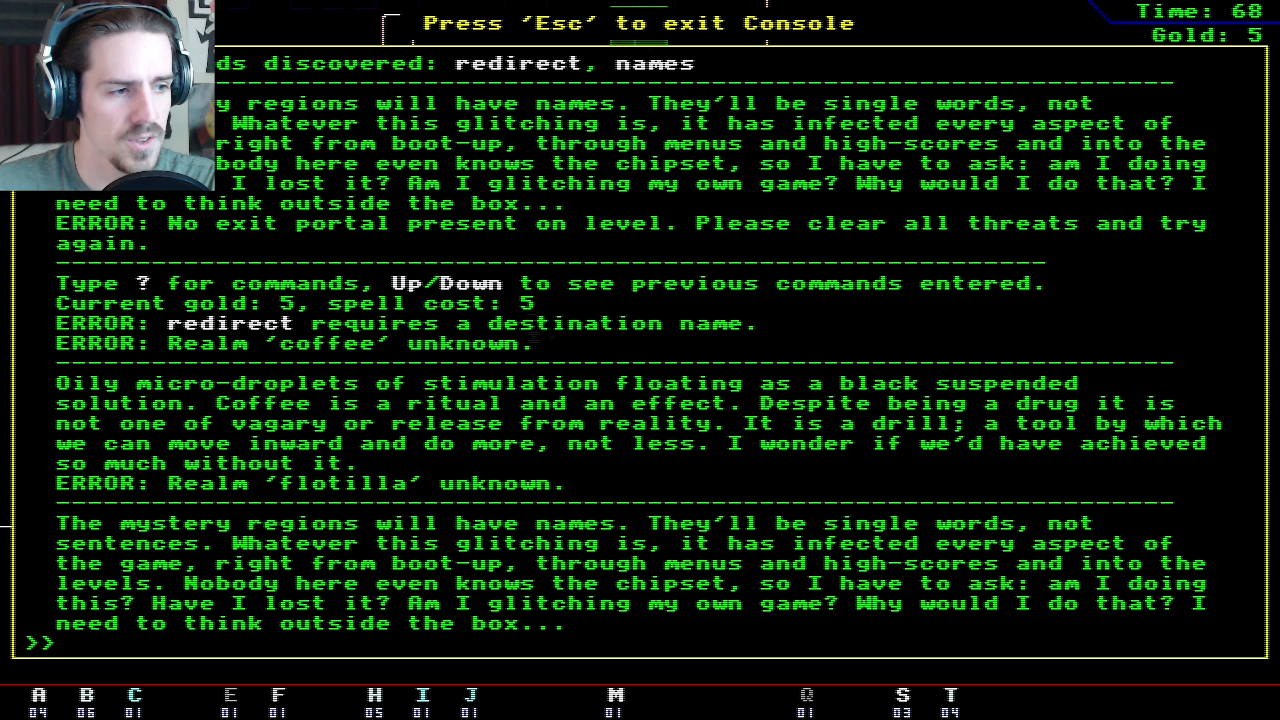 Press 'Esc' to exit Console
Time: 68
Gold: 5
ds discovered: redirect, names
y regions will have names. They'll be single words, not
Whatever this glitching is, it has infected every aspect of
right from boot-up, through menus and high-scores and into the
body here even knows the chipset, so I have to ask: am I doing
I lost it? Am I glitching my own game? Why would I do that? I
need to think outside the box...
ERROR: No exit portal present on level. Please clear all threats and try
again.
Type ? for commands, Up/Down to see previous commands entered.
Current gold: 5, spell cost: 5
ERROR: redirect requires a destination name.
ERROR: Realm 'coffee' unknown.
Oily micro-droplets of stimulation floating as a black suspended
solution. Coffee is a ritual and an effect. Despite being a drug it is
not one of vagary or release from reality. It is a drill; a tool by which
we can move inward and do more, not less. I wonder if we'd have achieved
so much without it.
ERROR: Realm 'flotilla' unknown.
The mystery regions will have names. They'll be single words, not
sentences. Whatever this glitching is, it has infected every aspect of
the game, right from boot-up, through menus and high-scores and into the
levels. Nobody here even knows the chipset, so I have to ask: am I doing
this? Have I lost it? Am I glitching my own game? Why would I do that? I
need to think outside the box...
>>
A B C E F H I J M Q S T
04 06 01 01 01 05 01 01 01 01 03 04